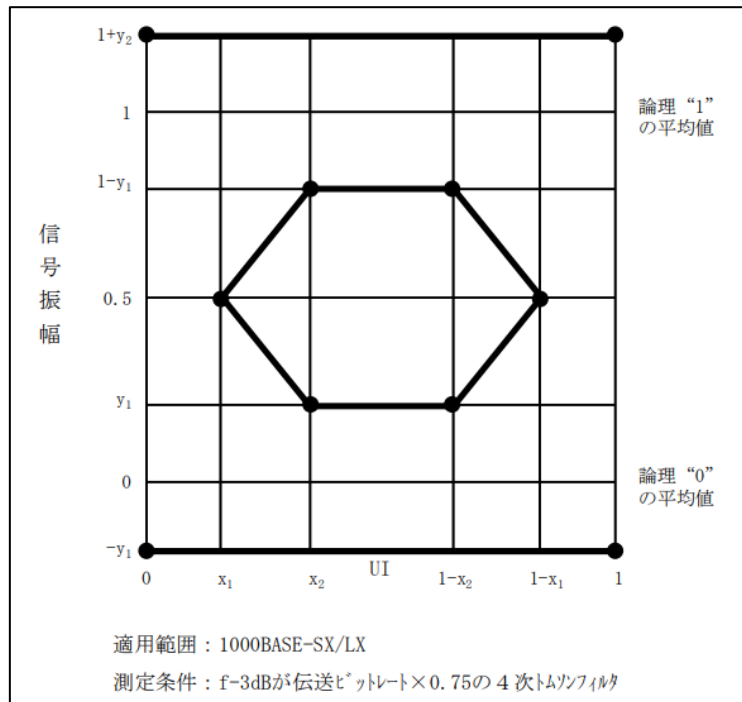 1+y₂
1
論理 “1”
の平均値
1-y₁
信号振幅
0.5
y₁
0
論理 “0”
の平均値
-y₁
0 x₁ x₂ UI 1-x₂ 1-x₁ 1
適用範囲：1000BASE-SX/LX
測定条件：f-3dBが伝送ﾋﾞｯﾄﾚｰﾄ×0.75の４次ﾄﾑｿﾝﾌｨﾙﾀ